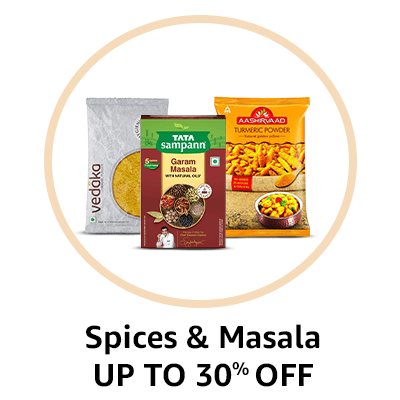 vedaka
TATA
sampann
Garam
Masala
WITH NATURAL OILS*
AASHIRVAAD
TURMERIC POWDER
Spices & Masala
UP TO 30% OFF